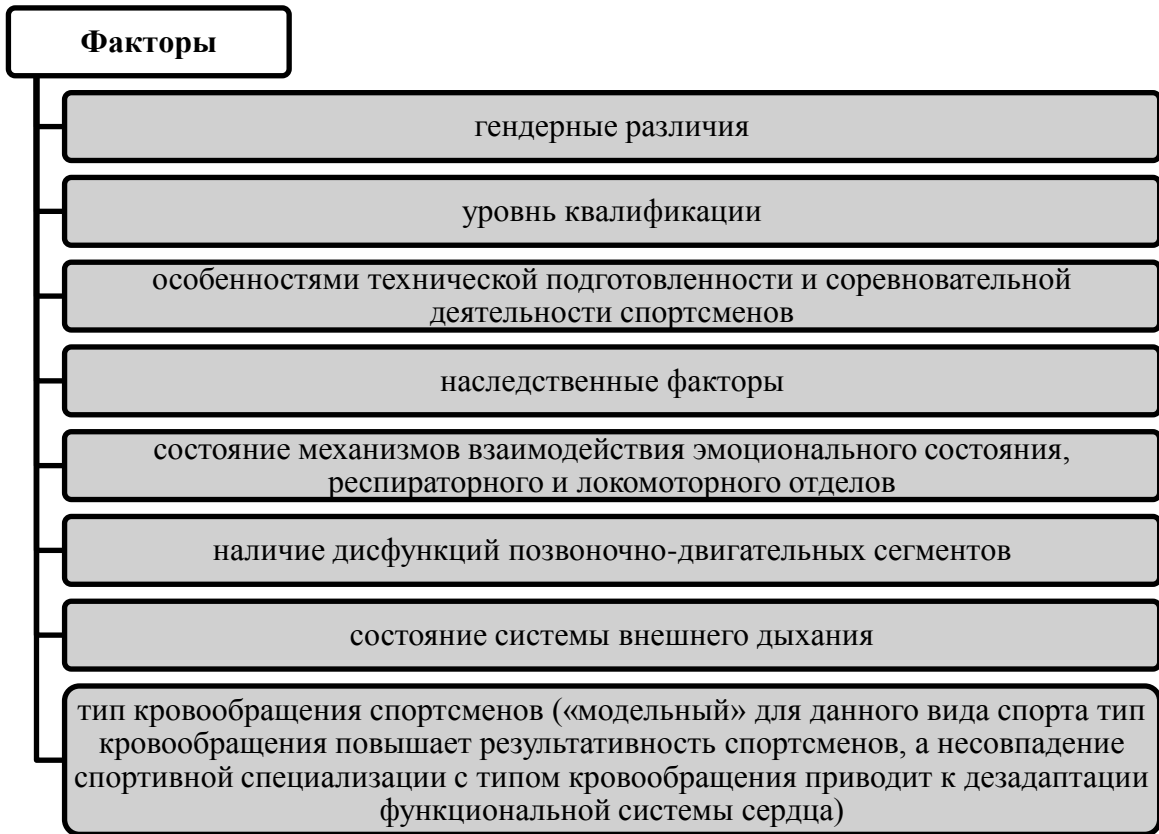 Факторы
гендерные различия
уровнь квалификации
особенностями технической подготовленности и соревновательной
деятельности спортсменов
наследственные факторы
состояние механизмов взаимодействия эмоционального состояния,
респираторного и локомоторного отделов
наличие дисфункций позвоночно-двигательных сегментов
состояние системы внешнего дыхания
тип кровообращения спортсменов («модельный» для данного вида спорта тип
кровообращения повышает результативность спортсменов, а несовпадение
спортивной специализации с типом кровообращения приводит к дезадаптации
функциональной системы сердца)